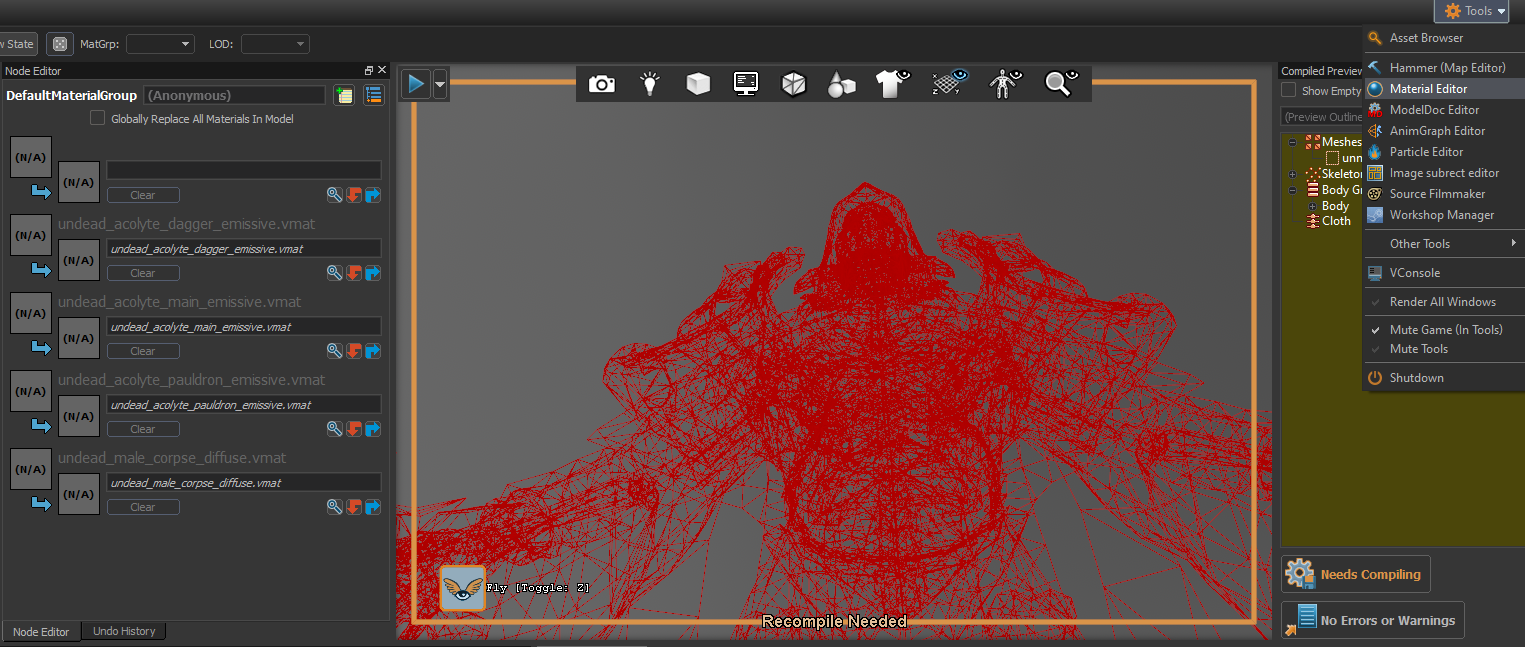 Tools
w State
MatGrp:
LOD:
Node Editor
DefaultMaterialGroup
(Anonymous)
Globally Replace All Materials In Model
(N/A)
(N/A)
Clear
(N/A)
undead_acolyte_dagger_emissive.vmat
(N/A)
undead_acolyte_dagger_emissive.vmat
Clear
(N/A)
undead_acolyte_main_emissive.vmat
(N/A)
undead_acolyte_main_emissive.vmat
Clear
(N/A)
undead_acolyte_pauldron_emissive.vmat
(N/A)
undead_acolyte_pauldron_emissive.vmat
Clear
(N/A)
undead_male_corpse_diffuse.vmat
(N/A)
undead_male_corpse_diffuse.vmat
Clear
Node Editor
Undo History
Fly [Toggle: Z]
Recompile Needed
Compiled Preview
Show Empty
(Preview Outline
Meshes
unn
Skeleton
Body Gr
Body
Cloth
Asset Browser
Hammer (Map Editor)
Material Editor
ModelDoc Editor
AnimGraph Editor
Particle Editor
Image subrect editor
Source Filmmaker
Workshop Manager
Other Tools
VConsole
Render All Windows
Mute Game (In Tools)
Mute Tools
Shutdown
Needs Compiling
No Errors or Warnings